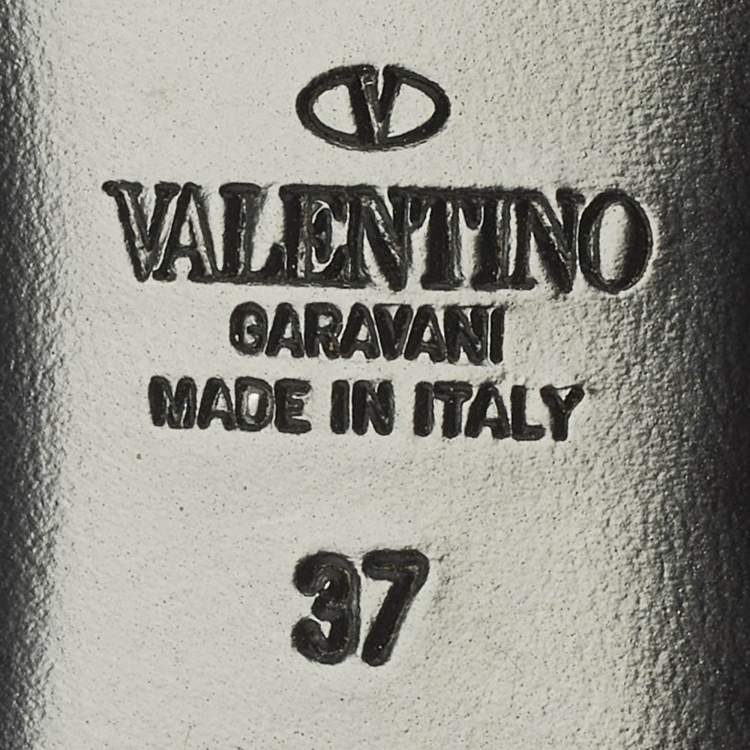 V
VALENTINO
GARAVANI
MADE IN ITALY
37